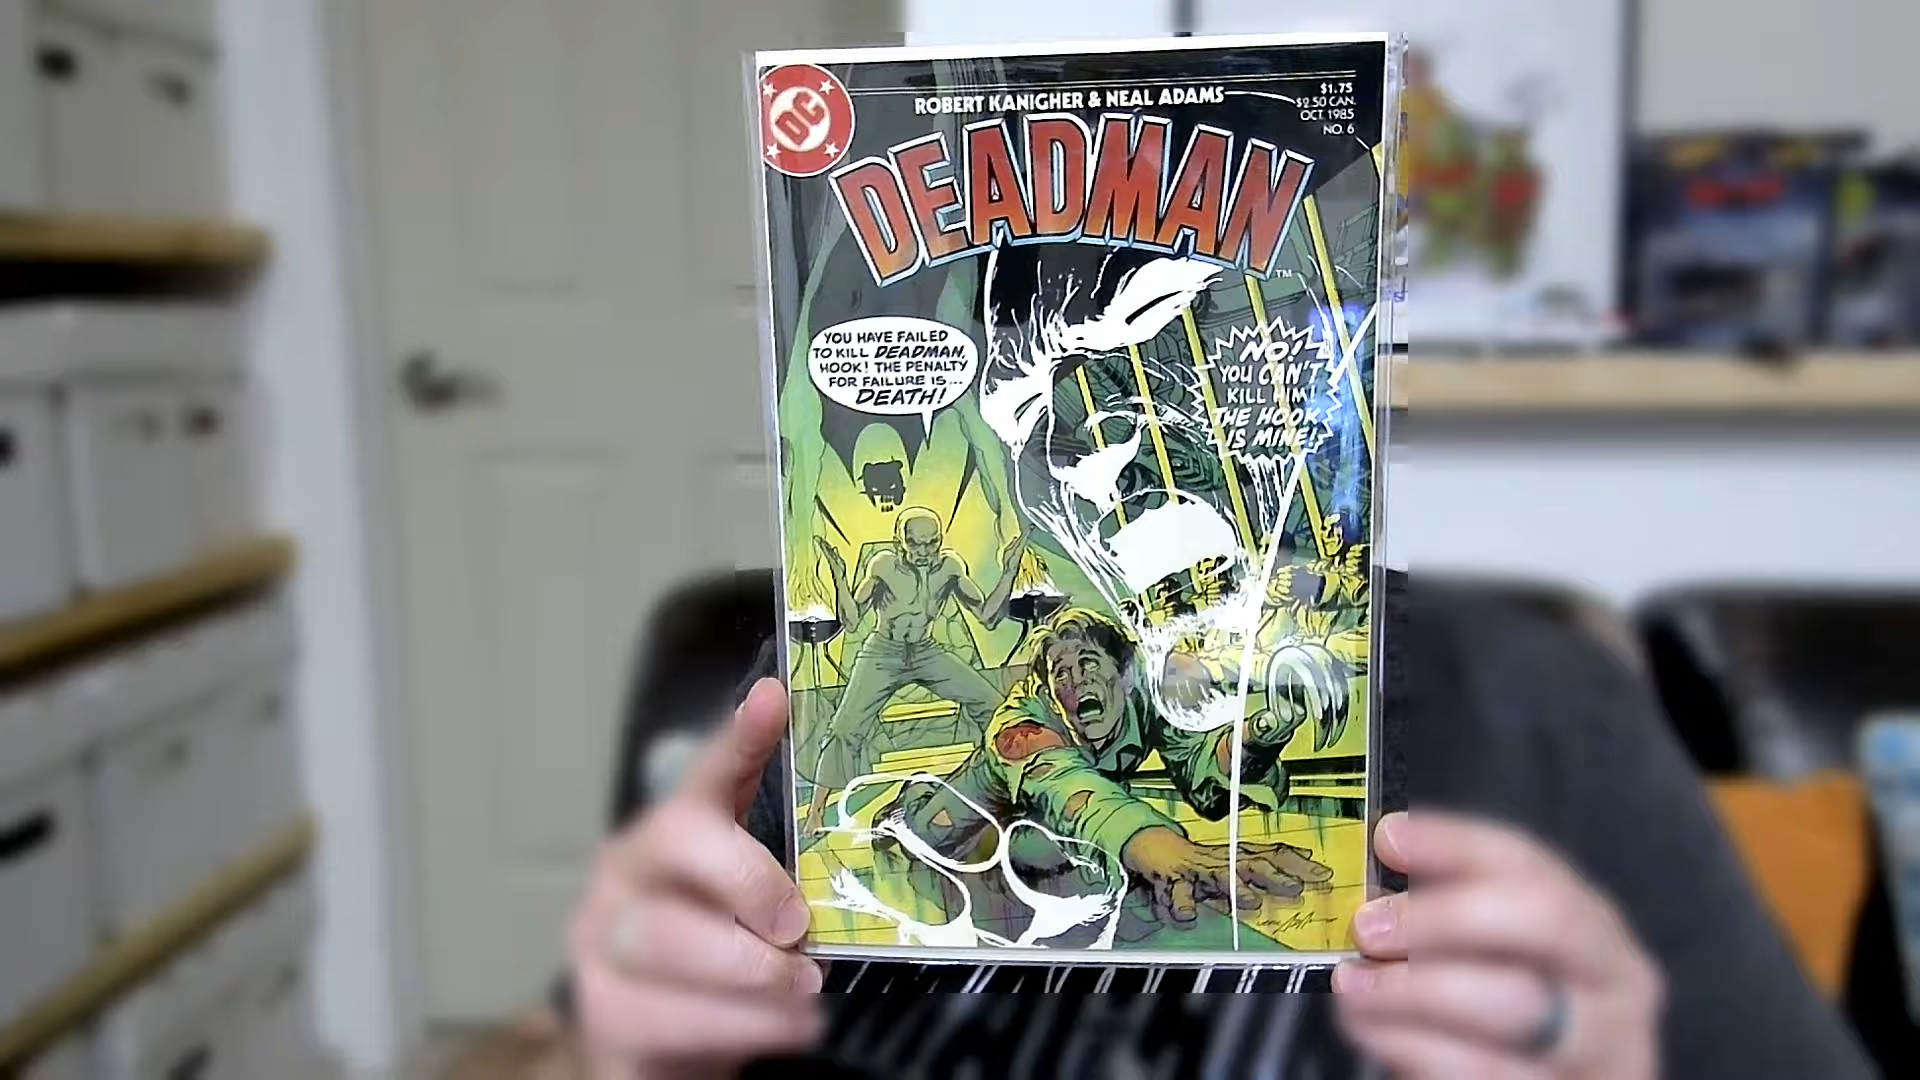 DC
ROBERT KANIGHER & NEAL ADAMS
$1.75
$2.50 CAN.
OCT. 1985
NO. 6
DEADMAN
TM
YOU HAVE FAILED
TO KILL DEADMAN,
HOOK! THE PENALTY
FOR FAILURE IS...
DEATH!
NO!
YOU CAN'T
KILL HIM!
THE HOOK
IS MINE!